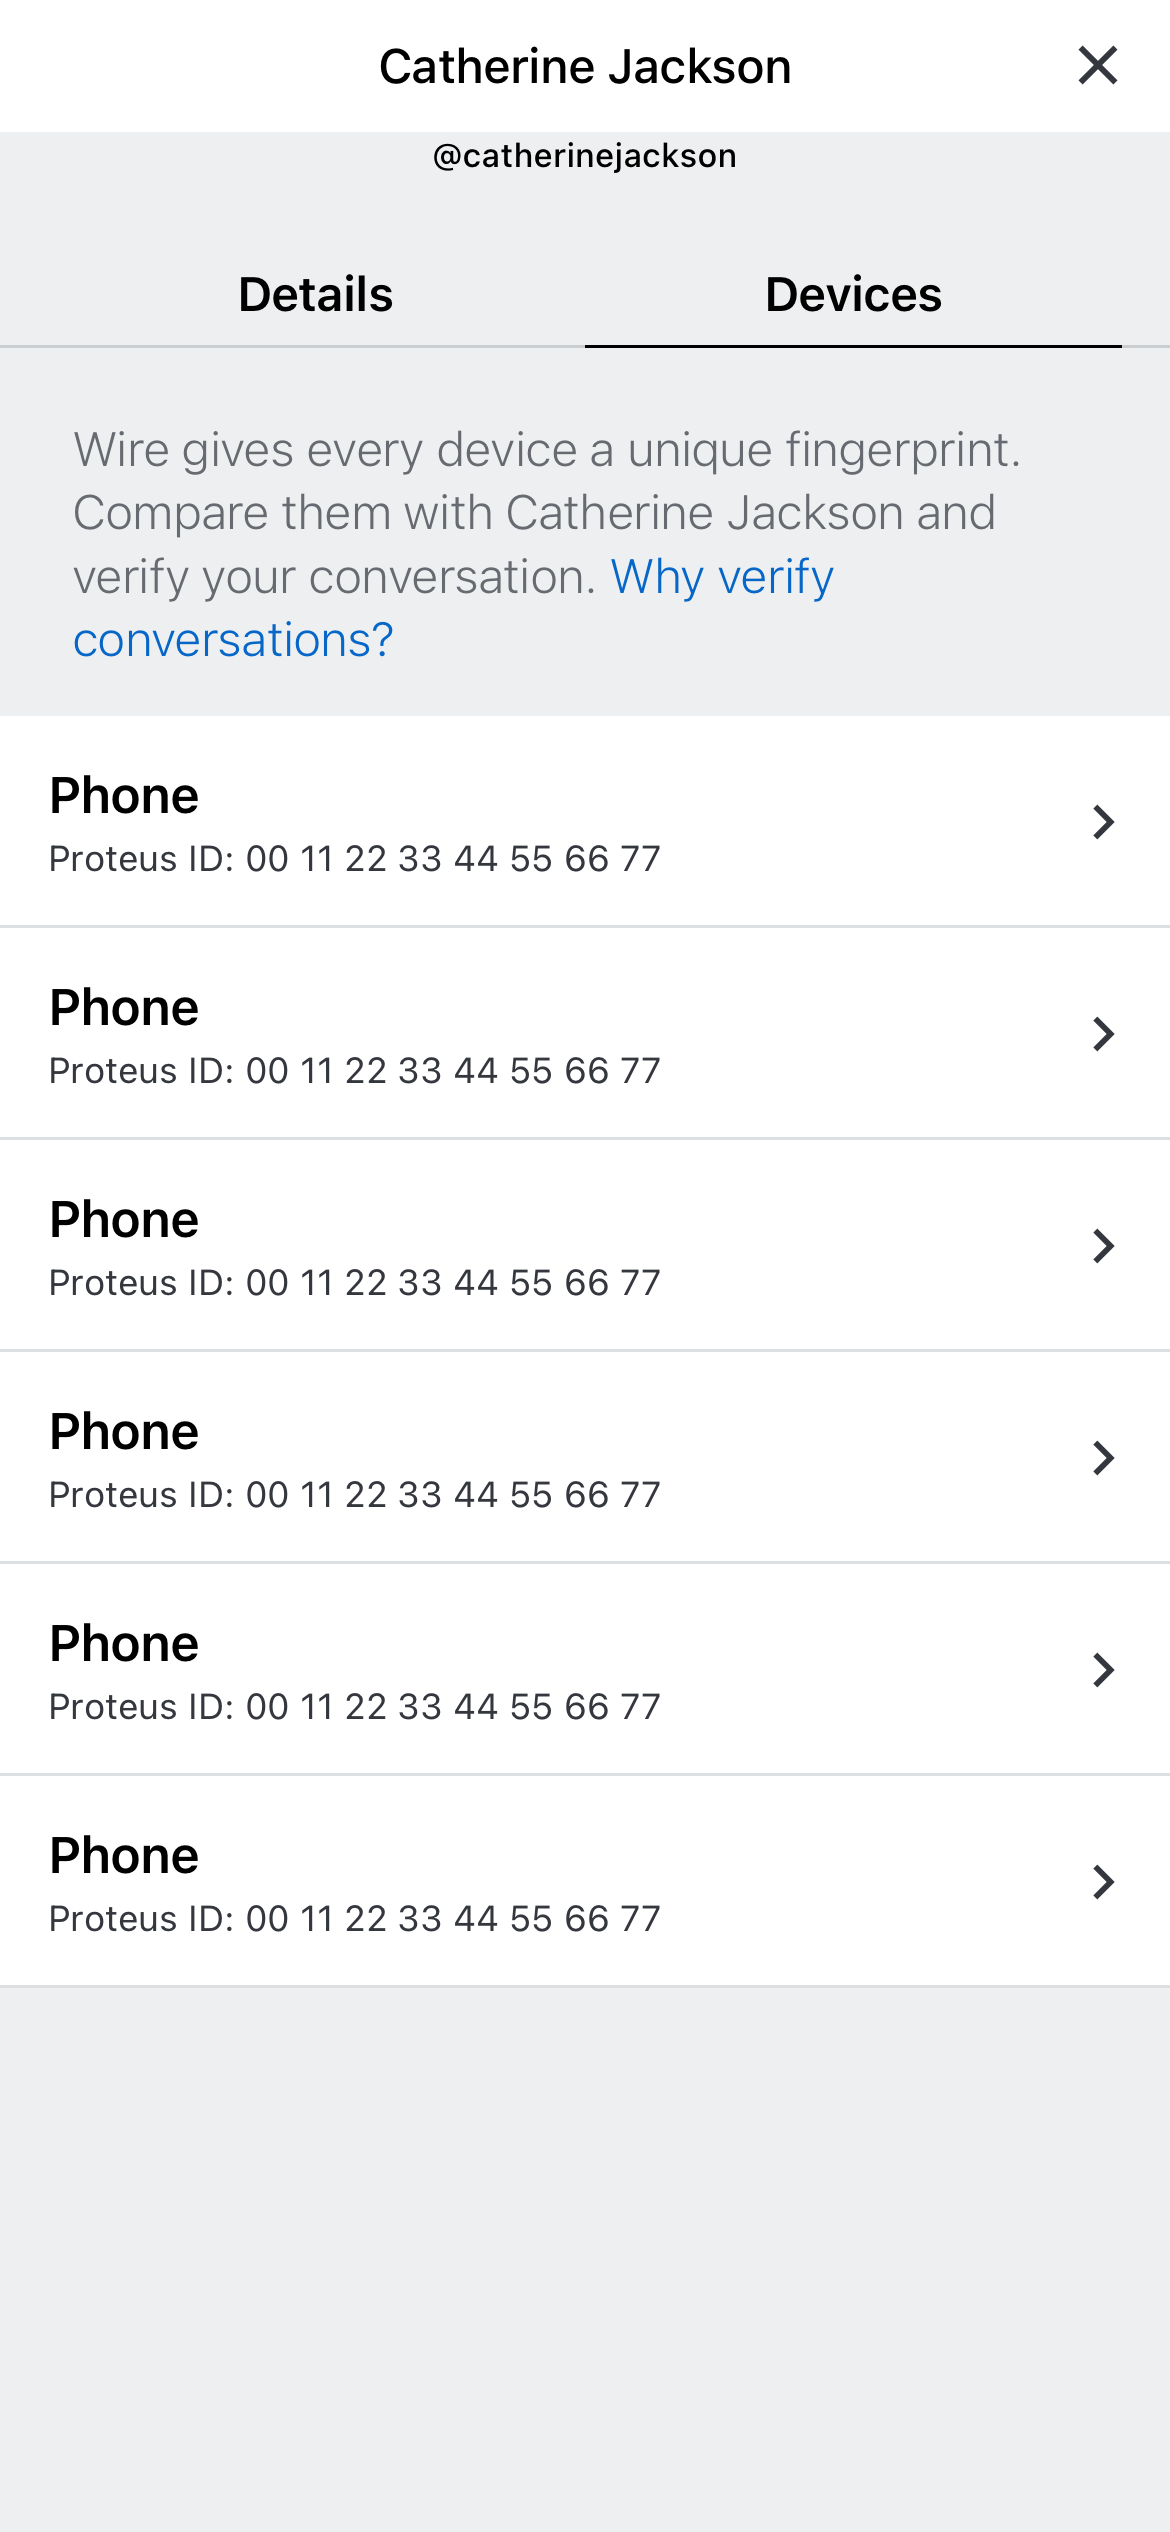 Catherine Jackson
@catherinejackson
Details Devices
Wire gives every device a unique fingerprint.
Compare them with Catherine Jackson and
verify your conversation. Why verify
conversations?
Phone
Proteus ID: 00 11 22 33 44 55 66 77
Phone
Proteus ID: 00 11 22 33 44 55 66 77
Phone
Proteus ID: 00 11 22 33 44 55 66 77
Phone
Proteus ID: 00 11 22 33 44 55 66 77
Phone
Proteus ID: 00 11 22 33 44 55 66 77
Phone
Proteus ID: 00 11 22 33 44 55 66 77